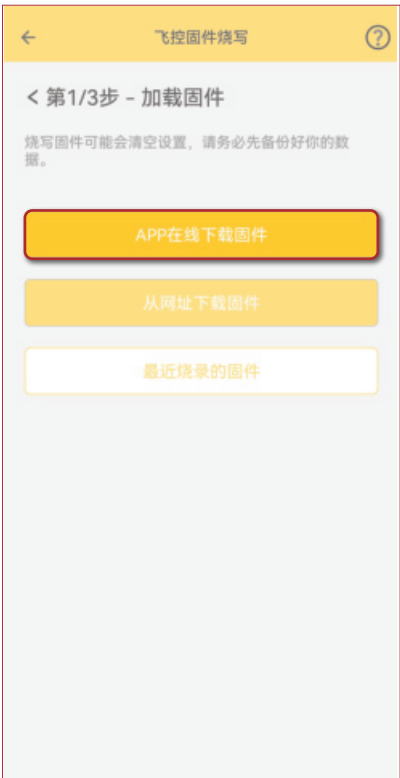 飞控固件烧写
< 第1/3步 - 加载固件
烧写固件可能会清空设置，请务必先备份好你的数
据。
APP在线下载固件
从网址下载固件
最近烧录的固件